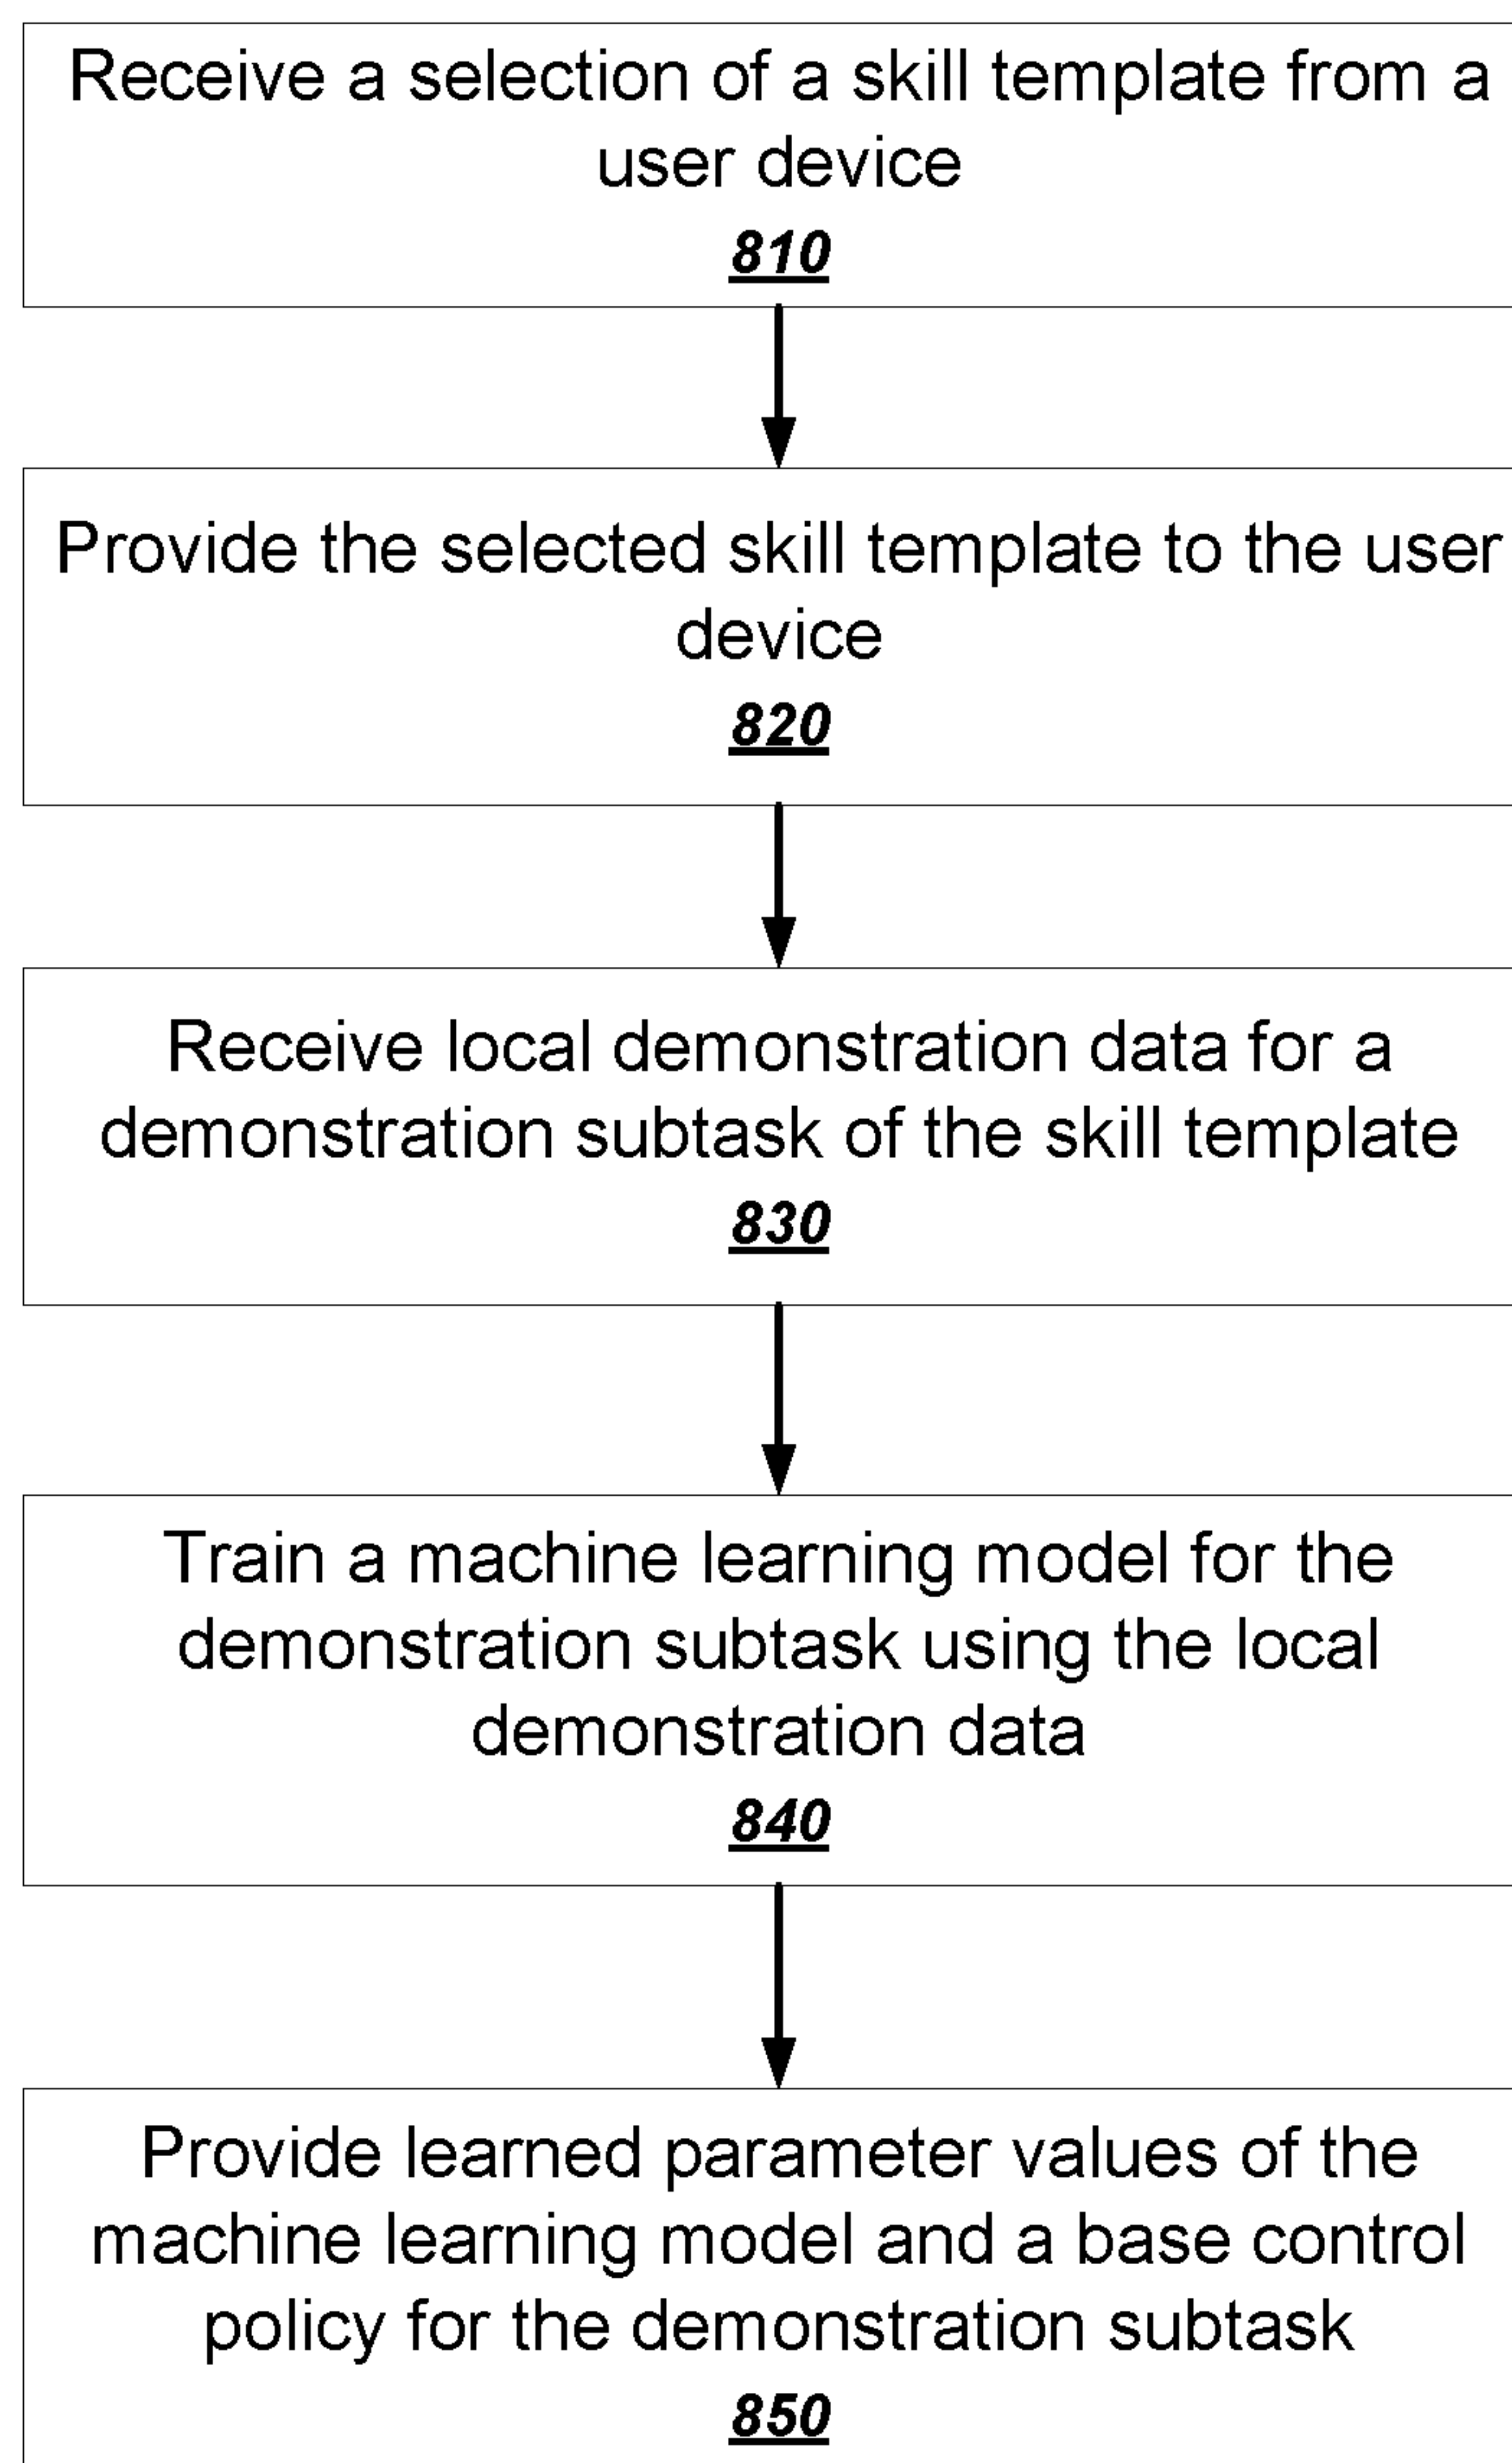 Receive a selection of a skill template from a
user device
810
Provide the selected skill template to the user
device
820
Receive local demonstration data for a
demonstration subtask of the skill template
830
Train a machine learning model for the
demonstration subtask using the local
demonstration data
840
Provide learned parameter values of the
machine learning model and a base control
policy for the demonstration subtask
850